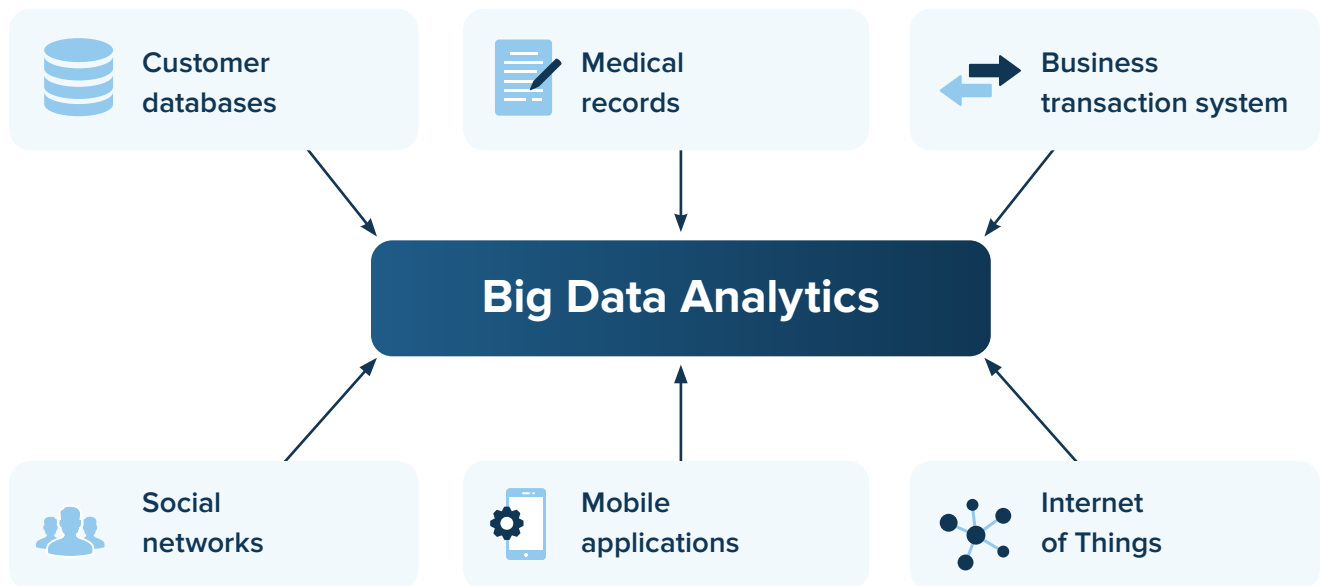 Customer
databases
Medical
records
Business
transaction system
Big Data Analytics
Social
networks
Mobile
applications
Internet
of Things